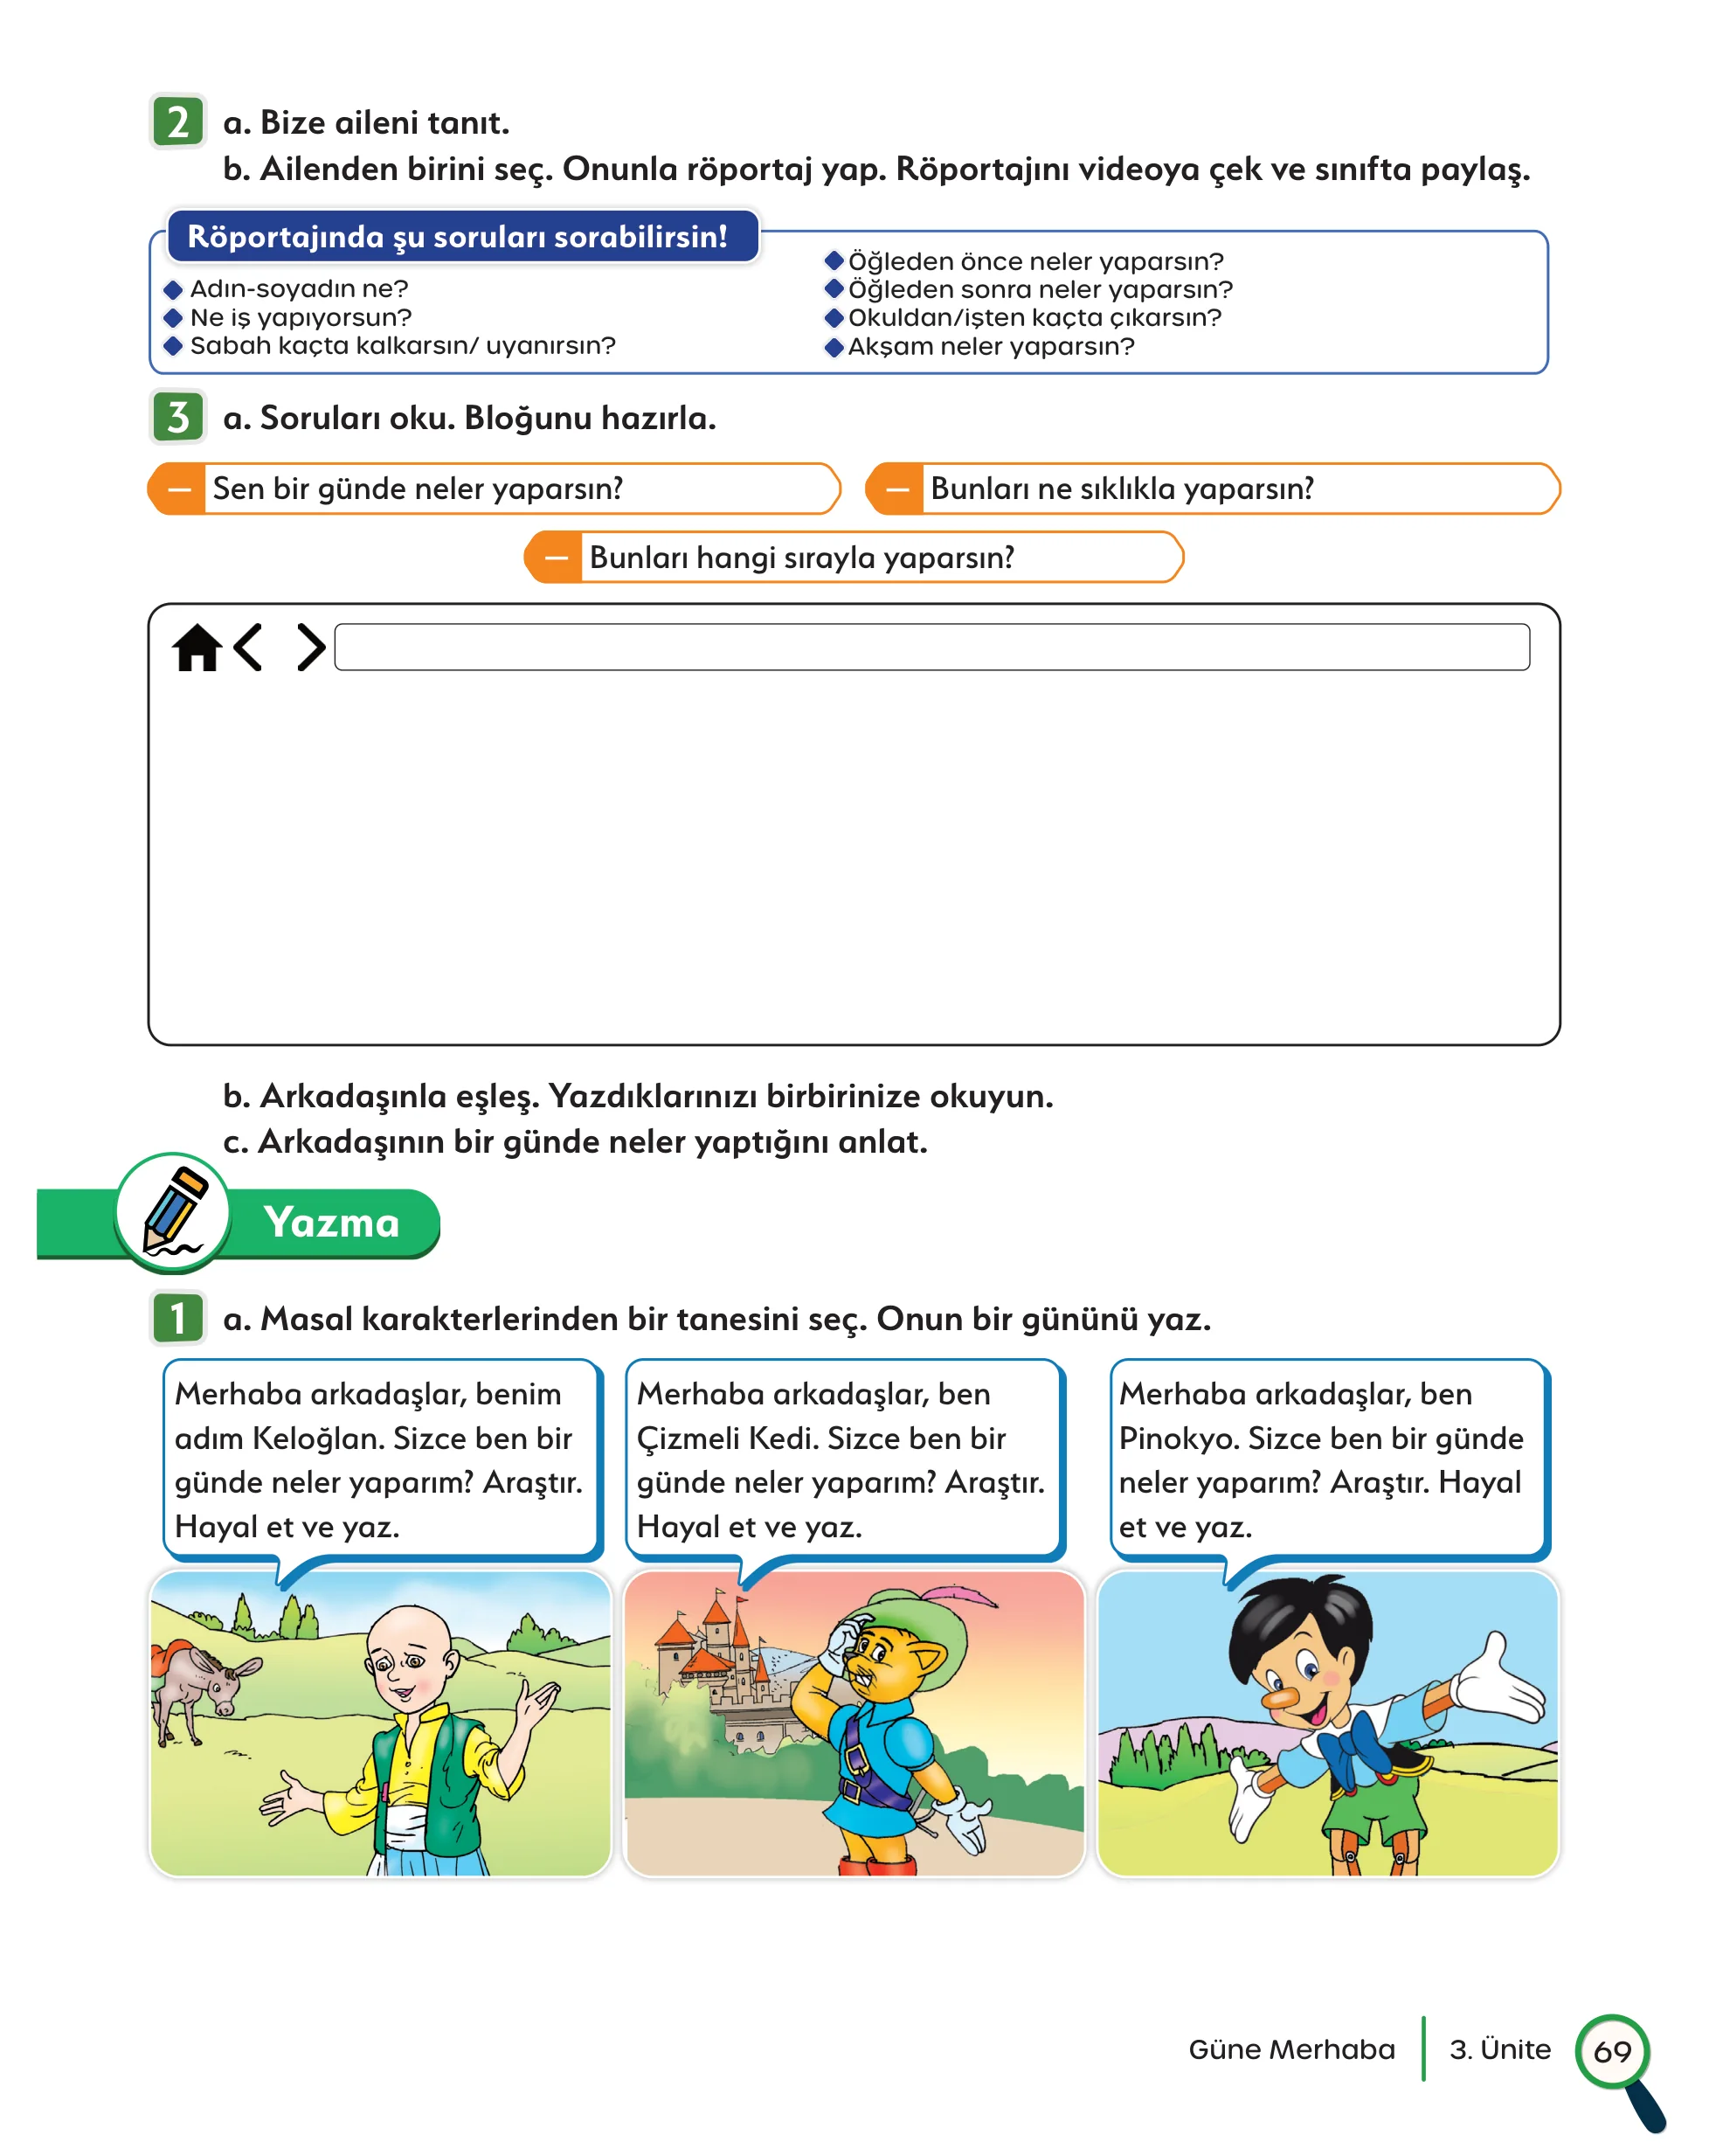 2 a. Bize aileni tanıt.
b. Ailenden birini seç. Onunla röportaj yap. Röportajını videoya çek ve sınıfta paylaş.
Röportajında şu soruları sorabilirsin!
Adın-soyadın ne?
Ne iş yapıyorsun?
Sabah kaçta kalkarsın/ uyanırsın?
Öğleden önce neler yaparsın?
Öğleden sonra neler yaparsın?
Okuldan/işten kaçta çıkarsın?
Akşam neler yaparsın?
3 a. Soruları oku. Bloğunu hazırla.
– Sen bir günde neler yaparsın?
– Bunları ne sıklıkla yaparsın?
– Bunları hangi sırayla yaparsın?
b. Arkadaşınla eşleş. Yazdıklarınızı birbirinize okuyun.
c. Arkadaşının bir günde neler yaptığını anlat.
Yazma
1 a. Masal karakterlerinden bir tanesini seç. Onun bir gününü yaz.
Merhaba arkadaşlar, benim
adım Keloğlan. Sizce ben bir
günde neler yaparım? Araştır.
Hayal et ve yaz.
Merhaba arkadaşlar, ben
Çizmeli Kedi. Sizce ben bir
günde neler yaparım? Araştır.
Hayal et ve yaz.
Merhaba arkadaşlar, ben
Pinokyo. Sizce ben bir günde
neler yaparım? Araştır. Hayal
et ve yaz.
Güne Merhaba 3. Ünite 69